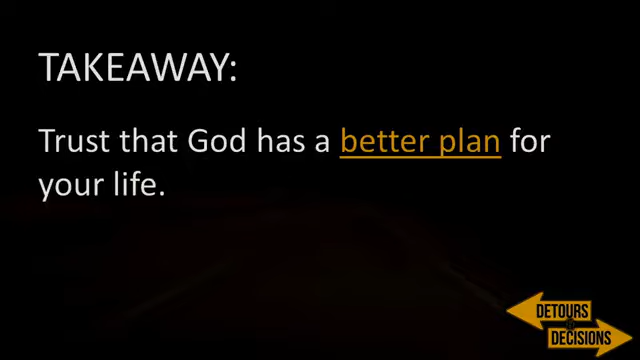 TAKEAWAY:
Trust that God has a better plan for
your life.
DETOURS
&
DECISIONS